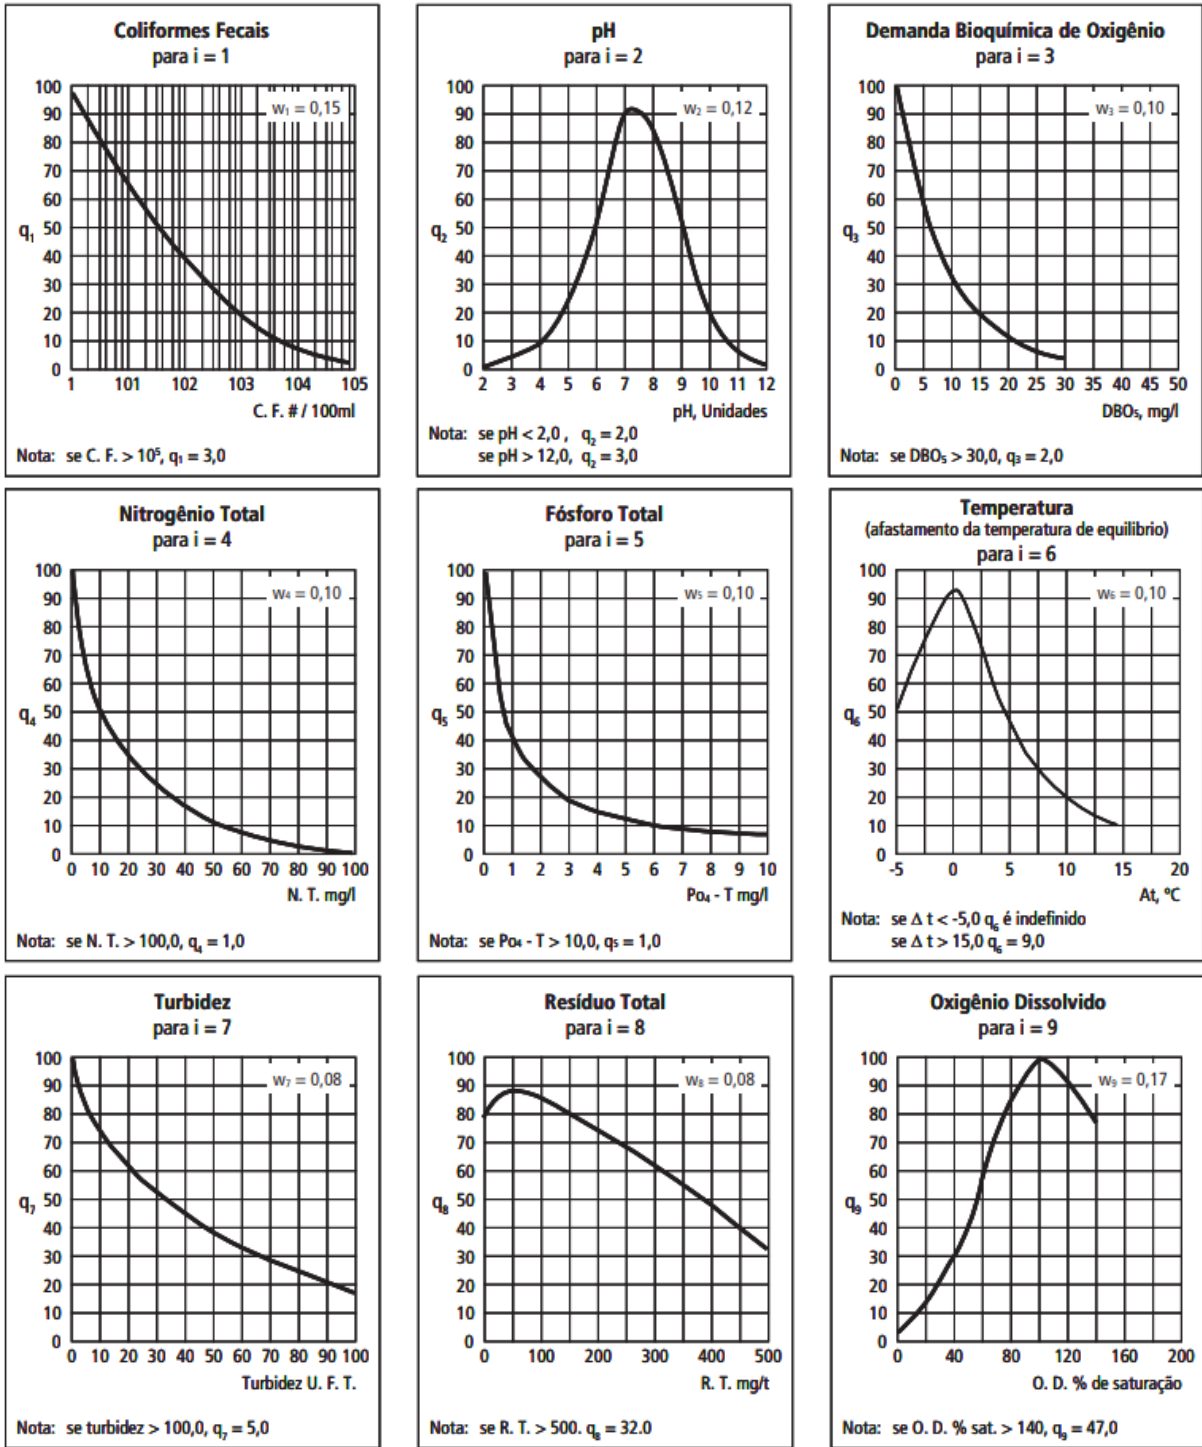 Coliformes Fecais
para i = 1
w₁ = 0,15
100
90
80
70
60
50
40
30
20
10
0
q₁
1 101 102 103 104 105
C. F. # / 100ml
Nota: se C. F. > 10⁵, q₁ = 3,0
pH
para i = 2
w₂ = 0,12
100
90
80
70
60
50
40
30
20
10
0
q₂
2 3 4 5 6 7 8 9 10 11 12
pH, Unidades
Nota: se pH < 2,0 , q₂ = 2,0
se pH > 12,0, q₂ = 3,0
Demanda Bioquímica de Oxigênio
para i = 3
w₃ = 0,10
100
90
80
70
60
50
40
30
20
10
0
q₃
0 5 10 15 20 25 30 35 40 45 50
DBO₅, mg/l
Nota: se DBO₅ > 30,0, q₃ = 2,0
Nitrogênio Total
para i = 4
w₄ = 0,10
100
90
80
70
60
50
40
30
20
10
0
q₄
0 10 20 30 40 50 60 70 80 90 100
N. T. mg/l
Nota: se N. T. > 100,0, q₄ = 1,0
Fósforo Total
para i = 5
w₅ = 0,10
100
90
80
70
60
50
40
30
20
10
0
q₅
0 1 2 3 4 5 6 7 8 9 10
Po₄ - T mg/l
Nota: se Po₄ - T > 10,0, q₅ = 1,0
Temperatura
(afastamento da temperatura de equilibrio)
para i = 6
w₆ = 0,10
100
90
80
70
60
50
40
30
20
10
0
q₆
-5 0 5 10 15 20
At, ºC
Nota: se Δ t < -5,0 q₆ é indefinido
se Δ t > 15,0 q₆ = 9,0
Turbidez
para i = 7
w₇ = 0,08
100
90
80
70
60
50
40
30
20
10
0
q₇
0 10 20 30 40 50 60 70 80 90 100
Turbidez U. F. T.
Nota: se turbidez > 100,0, q₇ = 5,0
Resíduo Total
para i = 8
w₈ = 0,08
100
90
80
70
60
50
40
30
20
10
0
q₈
0 100 200 300 400 500
R. T. mg/t
Nota: se R. T. > 500. q₈ = 32.0
Oxigênio Dissolvido
para i = 9
w₉ = 0,17
100
90
80
70
60
50
40
30
20
10
0
q₉
0 40 80 120 160 200
O. D. % de saturação
Nota: se O. D. % sat. > 140, q₉ = 47,0